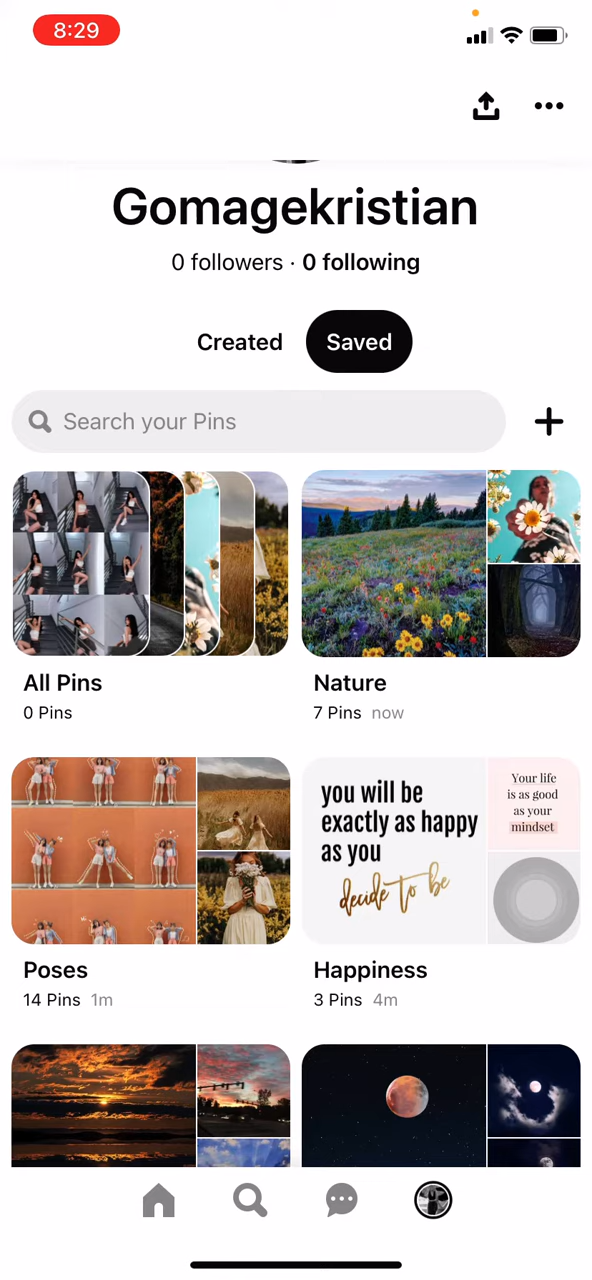 8:29
Gomagekristian
0 followers · 0 following
Created
Saved
Search your Pins
All Pins
0 Pins
Nature
7 Pins now
you will be
exactly as happy
as you
decide to be
Your life
is as good
as your
mindset
Poses
14 Pins 1m
Happiness
3 Pins 4m